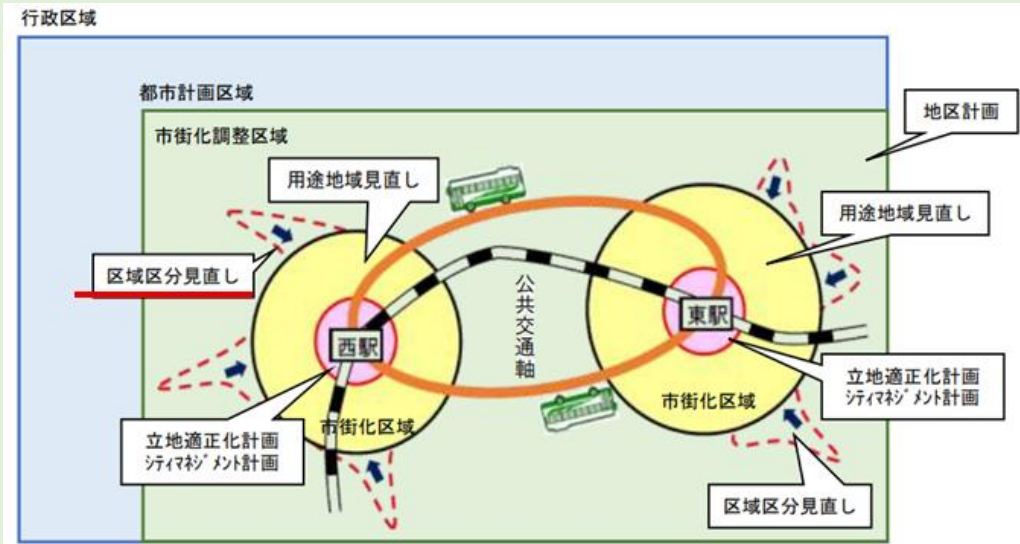 行政区域
都市計画区域
市街化調整区域
地区計画
用途地域見直し
用途地域見直し
区域区分見直し
公共交通軸
西駅
東駅
市街化区域
市街化区域
立地適正化計画
ｼﾃｨﾏﾈｼﾞﾒﾝﾄ計画
立地適正化計画
ｼﾃｨﾏﾈｼﾞﾒﾝﾄ計画
区域区分見直し